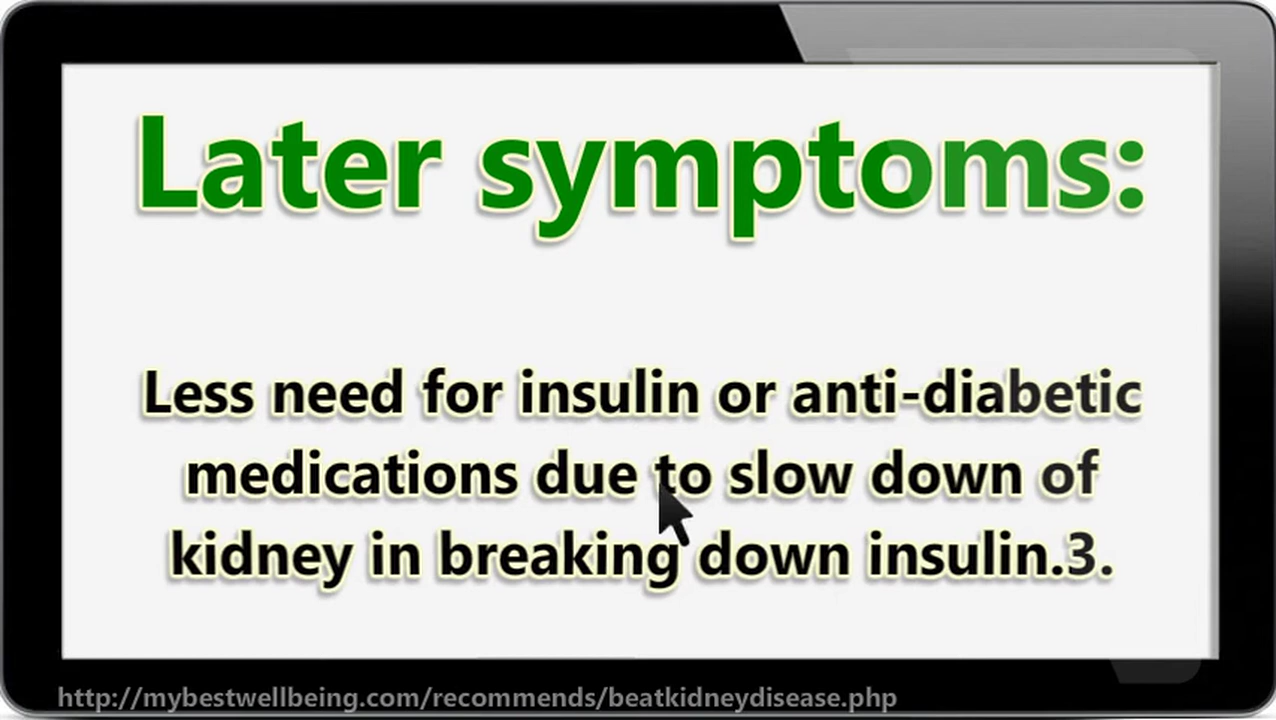 Later symptoms:
Less need for insulin or anti-diabetic
medications due to slow down of
kidney in breaking down insulin.3.
http://mybestwellbeing.com/recommends/beatkidneydisease.php